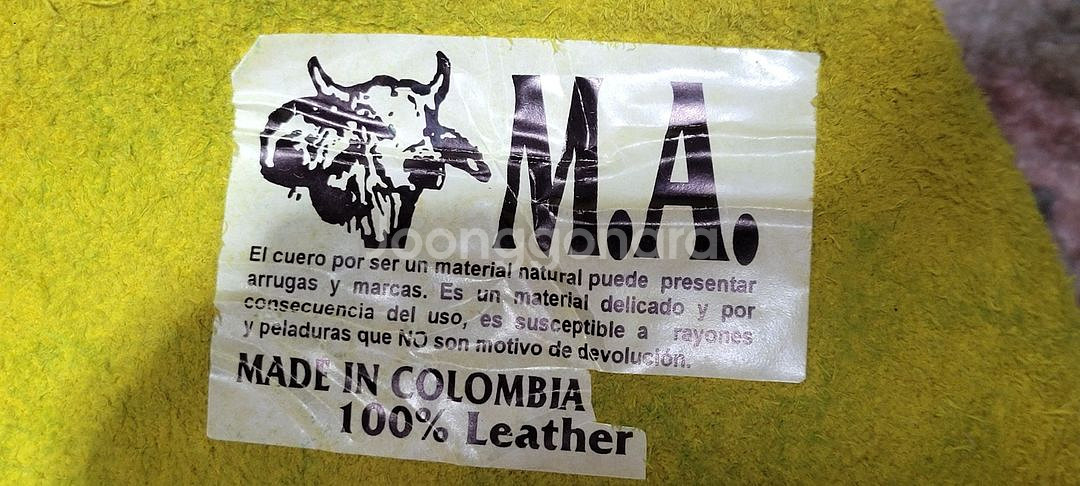 M.A.
joonggonara
El cuero por ser un material natural puede presentar
arrugas y marcas. Es un material delicado y por
consecuencia del uso, es susceptible a rayones
y peladuras que NO son motivo de devolución.
MADE IN COLOMBIA
100% Leather